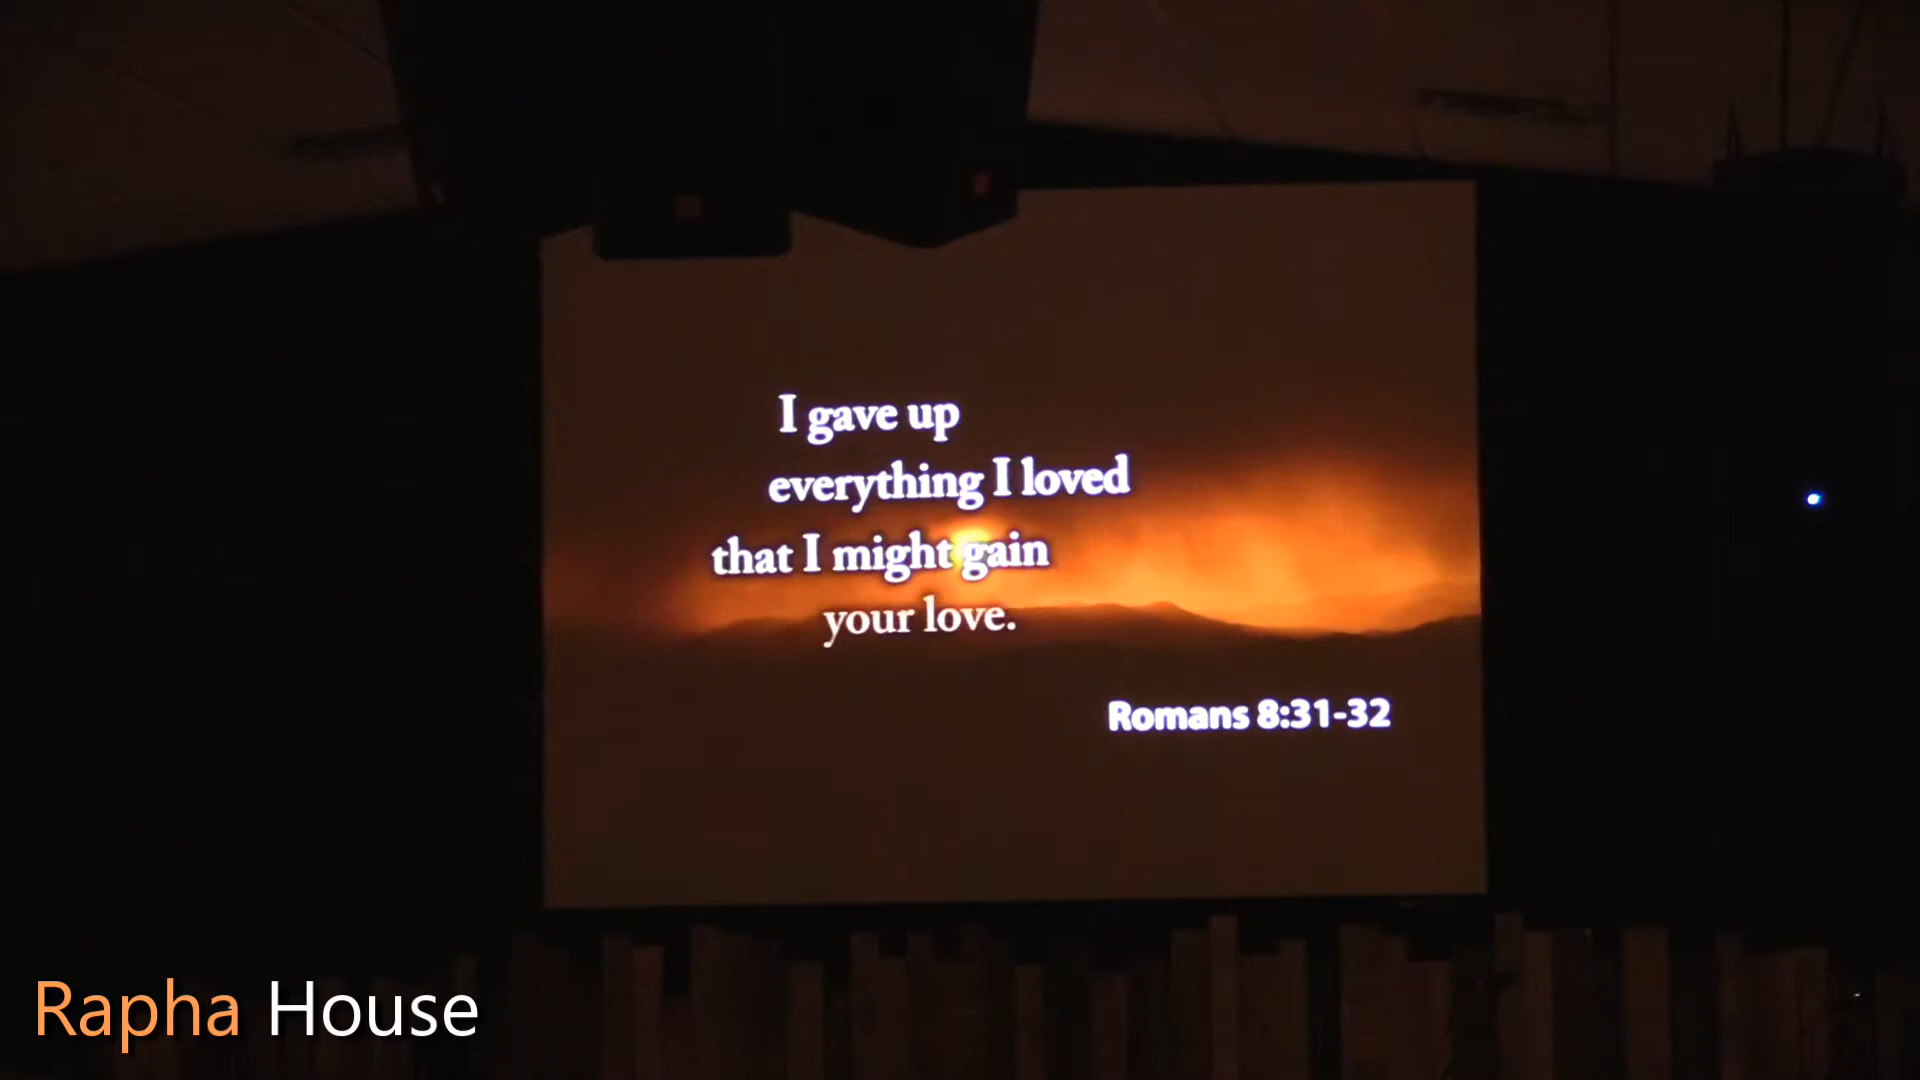 I gave up
everything I loved
that I might gain
your love.
Romans 8:31-32
Rapha House